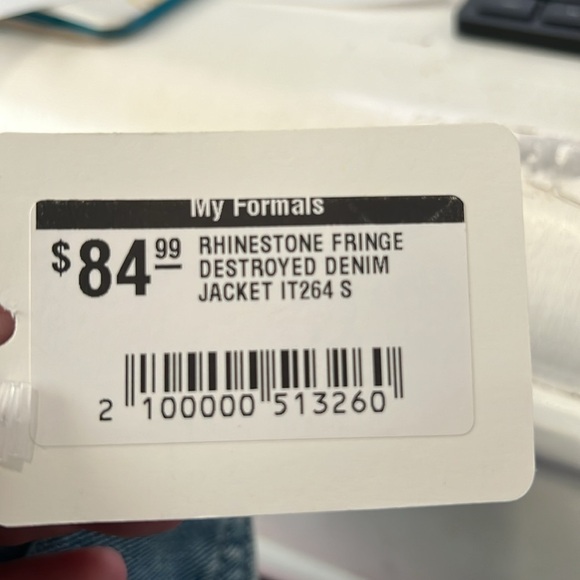 My Formals
$84.99
RHINESTONE FRINGE
DESTROYED DENIM
JACKET IT264 S
2 100000 513260